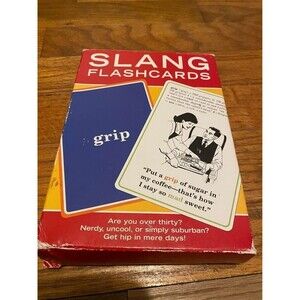 SLANG
FLASHCARDS
grip
"Put a grip of sugar in
my coffee—that's how
I stay so mad sweet."
Are you over thirty?
Nerdy, uncool, or simply suburban?
Get hip in mere days!